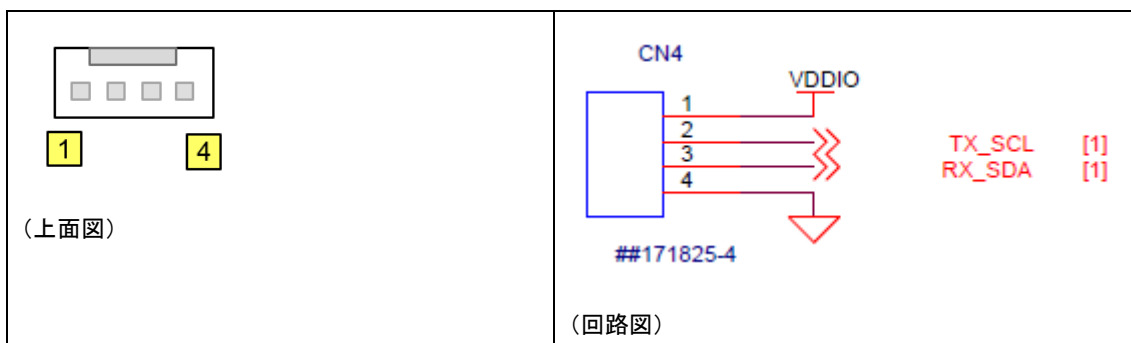 1
4
（上面図）
CN4
VDDIO
1
2
TX_SCL [1]
3
RX_SDA [1]
4
##171825-4
（回路図）